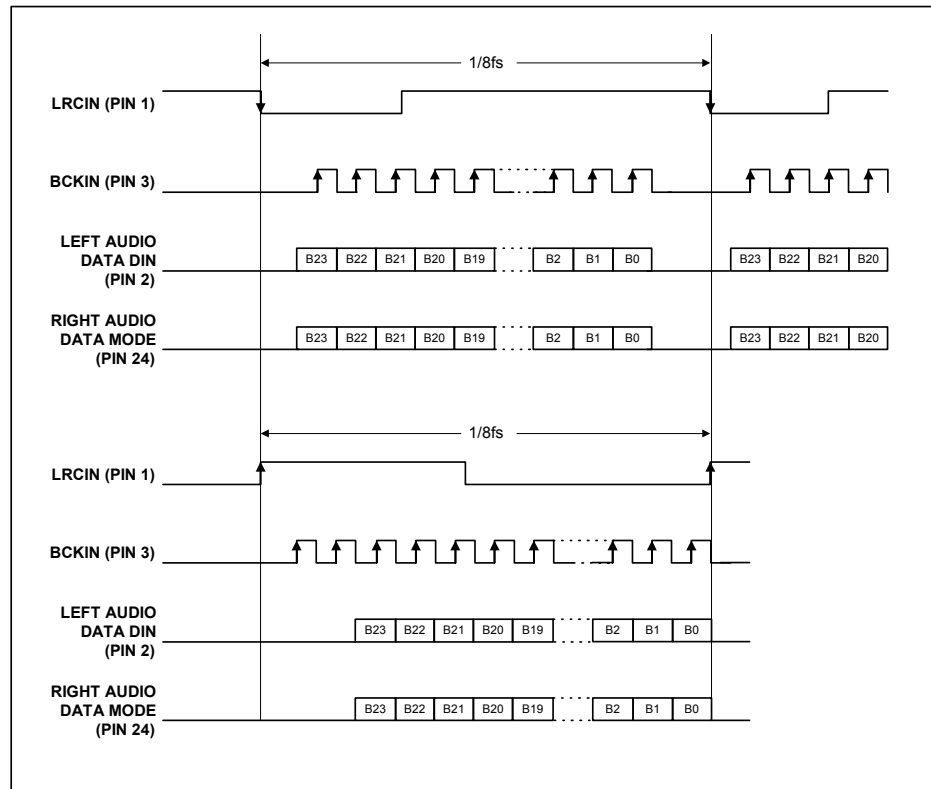 1/8fs
LRCIN (PIN 1)
BCKIN (PIN 3)
LEFT AUDIO
DATA DIN
(PIN 2)
B23 B22 B21 B20 B19 B2 B1 B0 B23 B22 B21 B20
RIGHT AUDIO
DATA MODE
(PIN 24)
B23 B22 B21 B20 B19 B2 B1 B0 B23 B22 B21 B20
1/8fs
LRCIN (PIN 1)
BCKIN (PIN 3)
LEFT AUDIO
DATA DIN
(PIN 2)
B23 B22 B21 B20 B19 B2 B1 B0
RIGHT AUDIO
DATA MODE
(PIN 24)
B23 B22 B21 B20 B19 B2 B1 B0